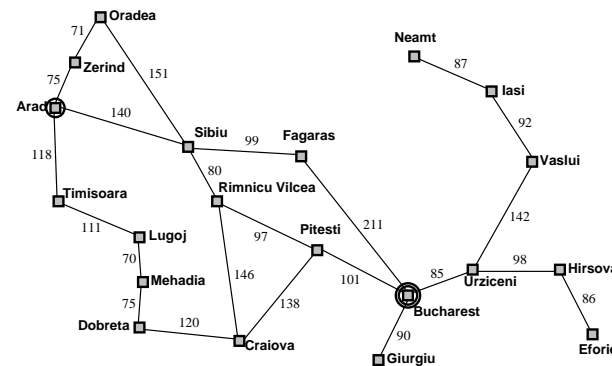 Oradea
71
Neamt
Zerind
87
75
151
Iasi
Arad
140
92
Sibiu
99
Fagaras
118
Vaslui
80
Timisoara
Rimnicu Vilcea
111
211
142
Lugoj
97
Pitesti
70
98
Hirsova
Mehadia
146
101
85
Urziceni
75
138
86
Bucharest
120
Dobreta
90
Craiova
Eforie
Giurgiu